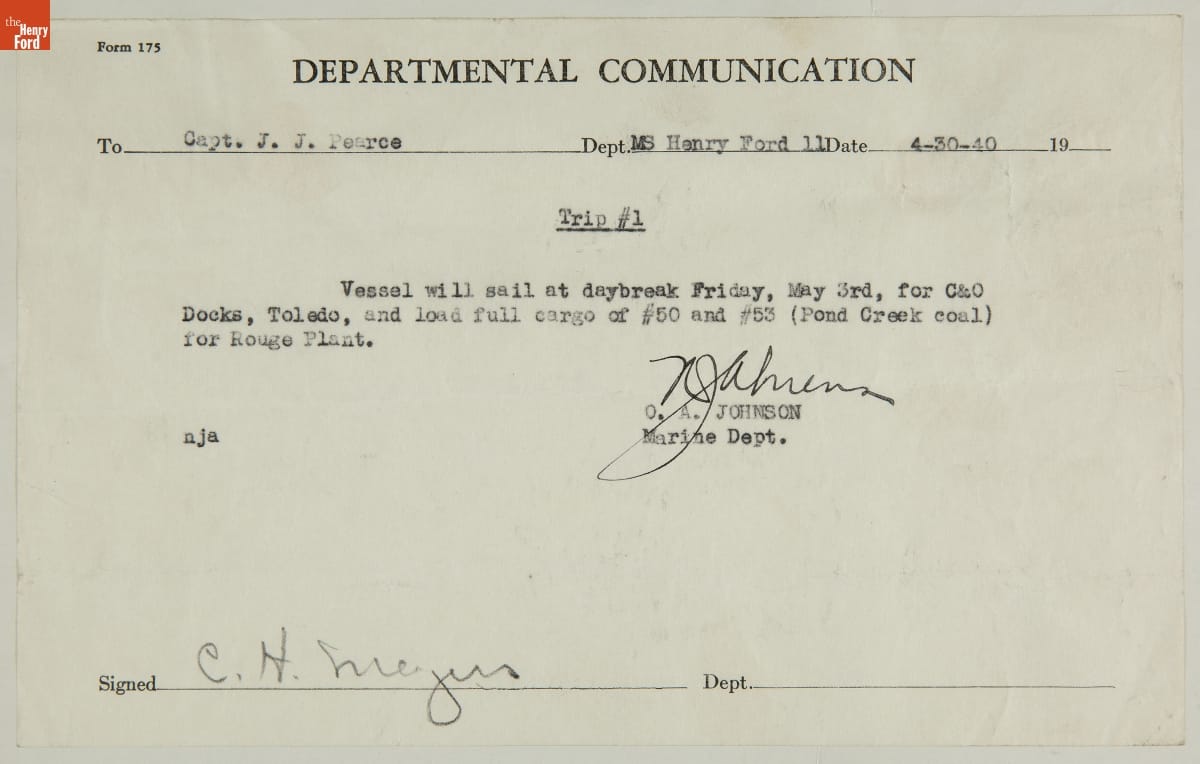 the
Henry
Ford
Form 175
DEPARTMENTAL COMMUNICATION
To Capt. J. J. Pearce Dept. MS Henry Ford 11 Date 4-30-40 19
Trip #1
Vessel will sail at daybreak Friday, May 3rd, for C&O
Docks, Toledo, and load full cargo of #50 and #53 (Pond Creek coal)
for Rouge Plant.
NJAhrens
O. A. JOHNSON
nja Marine Dept.
Signed C. H. Meyers Dept.